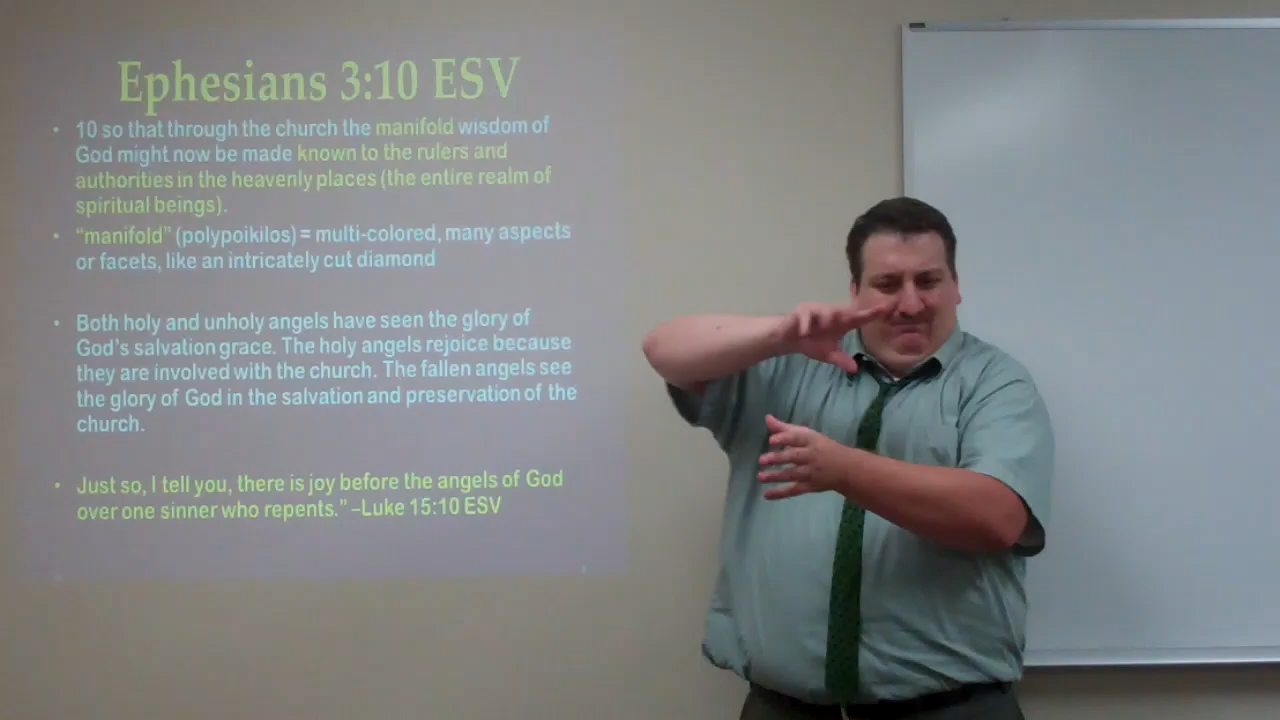 Ephesians 3:10 ESV
• 10 so that through the church the manifold wisdom of
God might now be made known to the rulers and
authorities in the heavenly places (the entire realm of
spiritual beings).
• “manifold” (polypoikilos) = multi-colored, many aspects
or facets, like an intricately cut diamond
• Both holy and unholy angels have seen the glory of
God’s salvation grace. The holy angels rejoice because
they are involved with the church. The fallen angels see
the glory of God in the salvation and preservation of the
church.
• Just so, I tell you, there is joy before the angels of God
over one sinner who repents.” –Luke 15:10 ESV